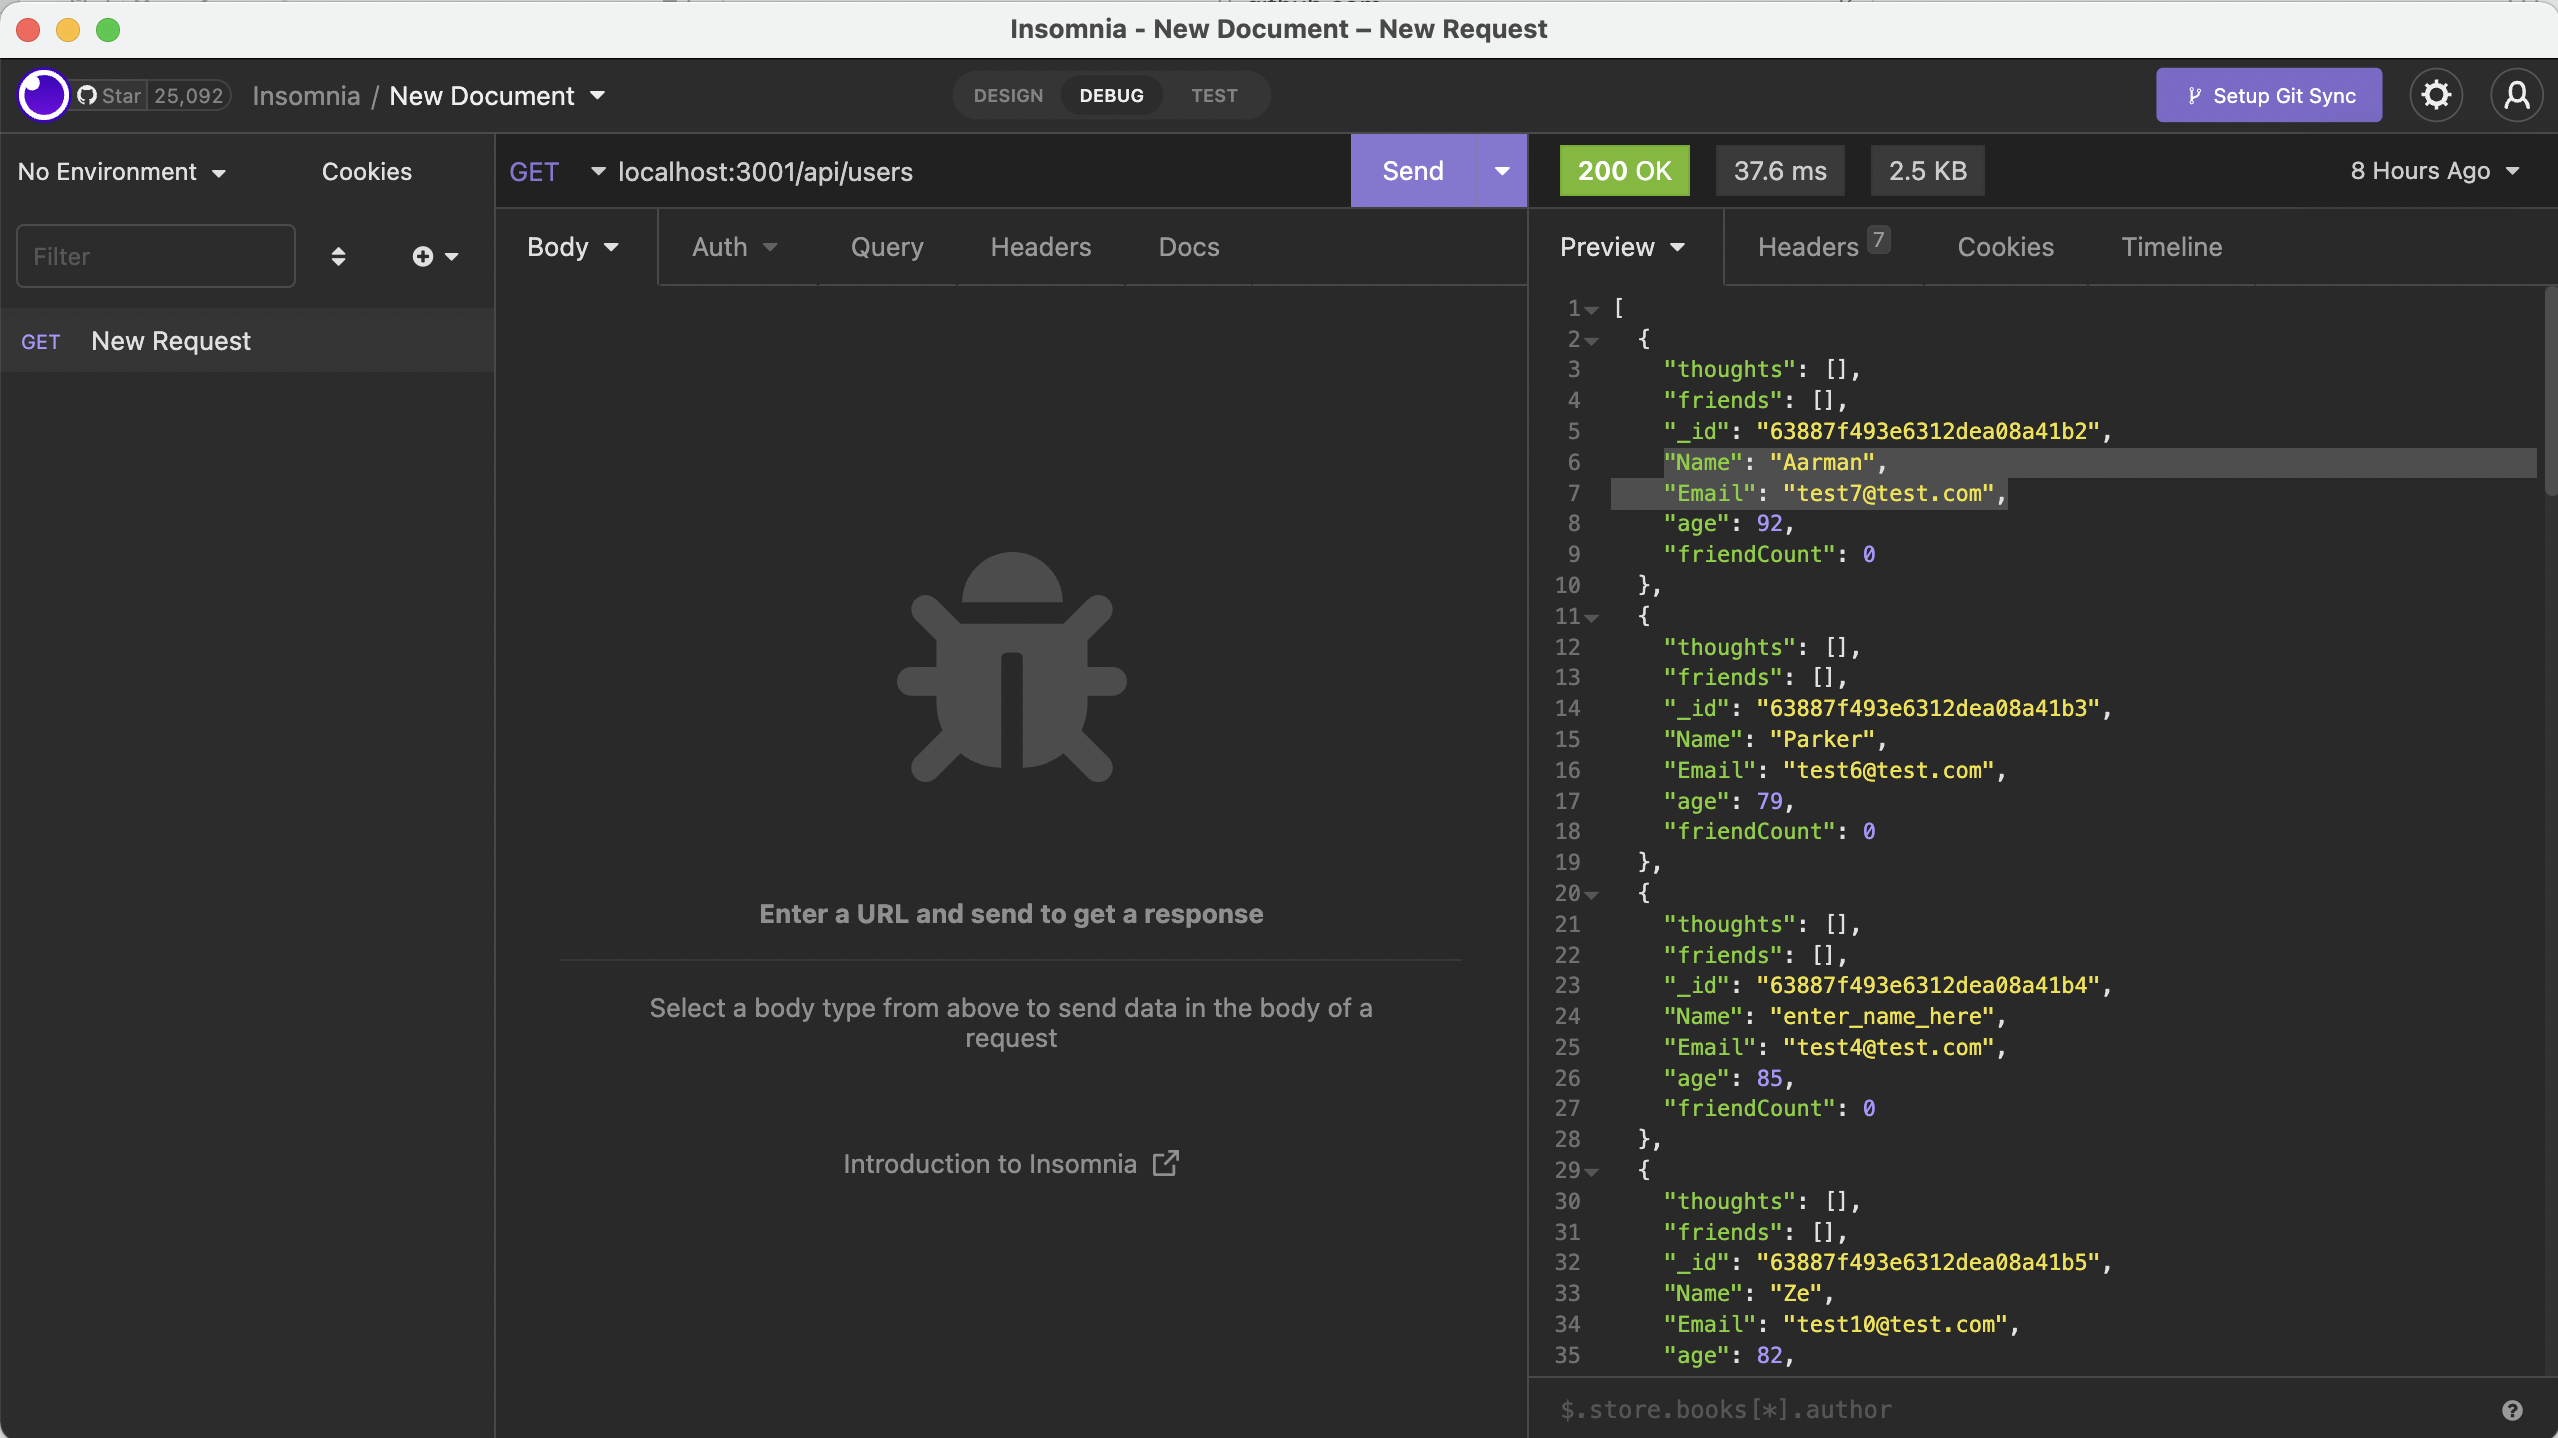 Insomnia - New Document – New Request
Star 25,092 Insomnia / New Document DESIGN DEBUG TEST Setup Git Sync
No Environment Cookies
Filter
GET New Request
GET localhost:3001/api/users Send
Body Auth Query Headers Docs
Enter a URL and send to get a response
Select a body type from above to send data in the body of a
request
Introduction to Insomnia
200 OK 37.6 ms 2.5 KB 8 Hours Ago
Preview Headers 7 Cookies Timeline
1 [
2 {
3 "thoughts": [],
4 "friends": [],
5 "_id": "63887f493e6312dea08a41b2",
6 "Name": "Aarman",
7 "Email": "test7@test.com",
8 "age": 92,
9 "friendCount": 0
10 },
11 {
12 "thoughts": [],
13 "friends": [],
14 "_id": "63887f493e6312dea08a41b3",
15 "Name": "Parker",
16 "Email": "test6@test.com",
17 "age": 79,
18 "friendCount": 0
19 },
20 {
21 "thoughts": [],
22 "friends": [],
23 "_id": "63887f493e6312dea08a41b4",
24 "Name": "enter_name_here",
25 "Email": "test4@test.com",
26 "age": 85,
27 "friendCount": 0
28 },
29 {
30 "thoughts": [],
31 "friends": [],
32 "_id": "63887f493e6312dea08a41b5",
33 "Name": "Ze",
34 "Email": "test10@test.com",
35 "age": 82,
$.store.books[*].author